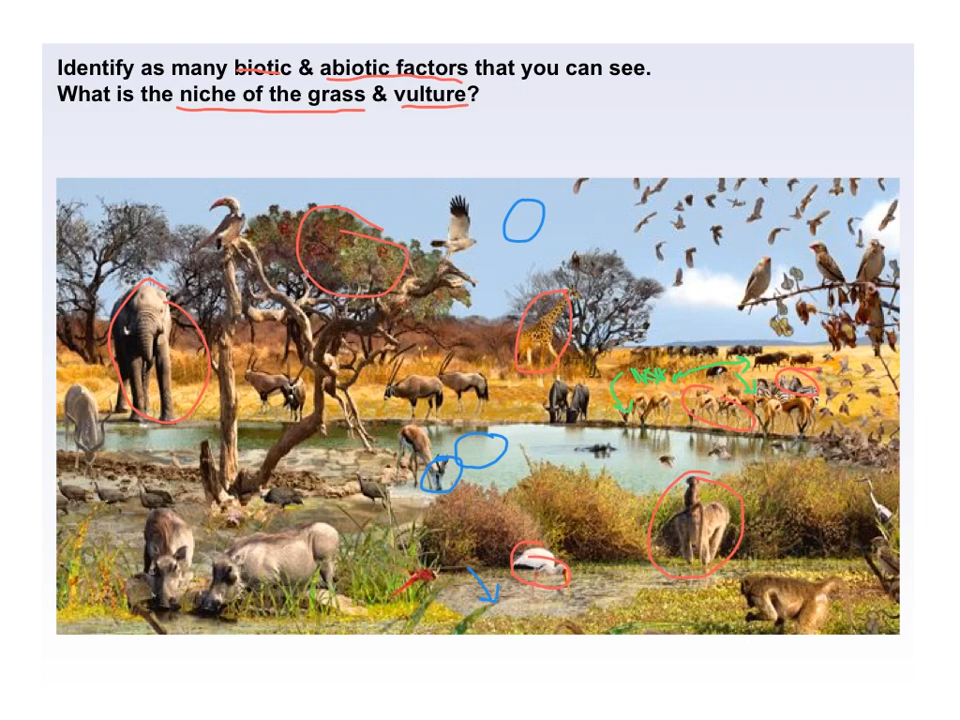 Identify as many biotic & abiotic factors that you can see.
What is the niche of the grass & vulture?